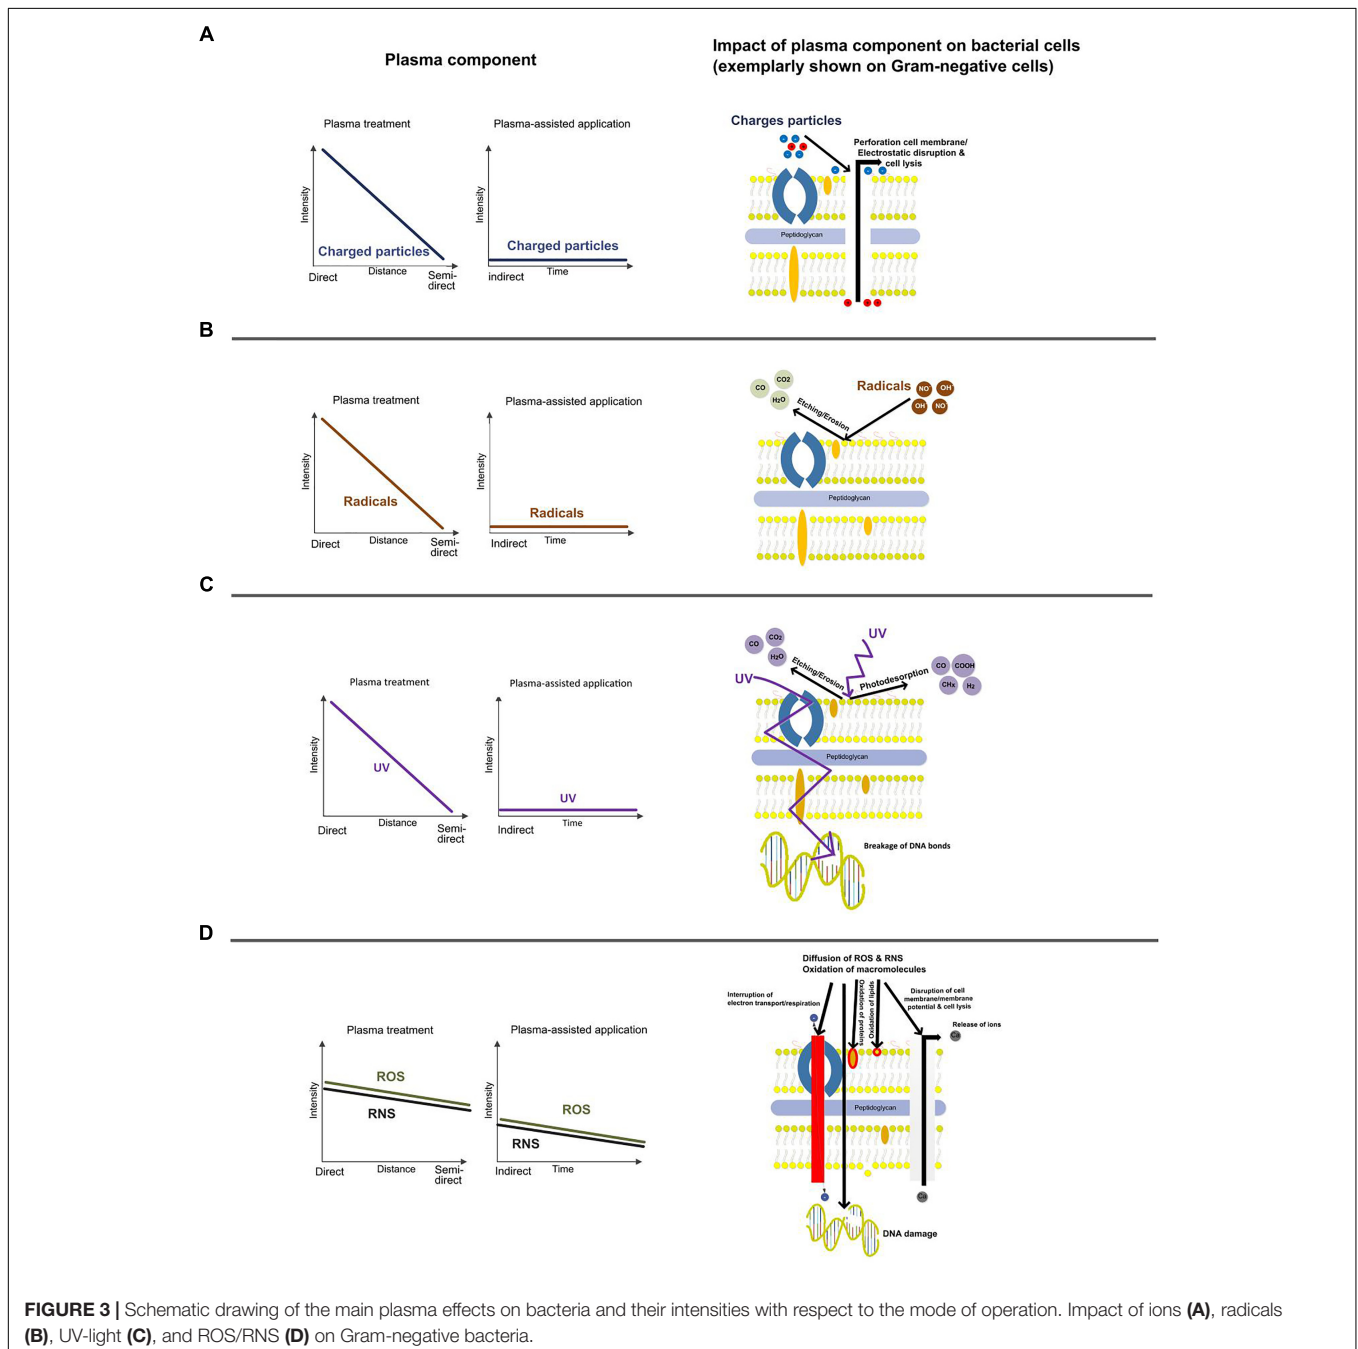 A
Plasma component
Impact of plasma component on bacterial cells
(exemplarly shown on Gram-negative cells)
Plasma treatment
Plasma-assisted application
Intensity
Charged particles
Direct
Distance
Semi-
direct
Intensity
Charged particles
indirect
Time
Charges particles
Perforation cell membrane/
Electrostatic disruption &
cell lysis
Peptidoglycan
B
Plasma treatment
Plasma-assisted application
Intensity
Radicals
Direct
Distance
Semi-
direct
Intensity
Radicals
Indirect
Time
CO
CO2
H2O
Etching/Erosion
Radicals
NO
OH
OH
NO
Peptidoglycan
C
Plasma treatment
Plasma-assisted application
Intensity
UV
Direct
Distance
Semi-
direct
Intensity
UV
Indirect
Time
CO
CO2
H2O
UV
UV
Etching/Erosion
Photodesorption
CO
COOH
CHx
H2
Peptidoglycan
Breakage of DNA bonds
D
Plasma treatment
Plasma-assisted application
Intensity
ROS
RNS
Direct
Distance
Semi-
direct
Intensity
ROS
RNS
Indirect
Time
Diffusion of ROS & RNS
Oxidation of macromolecules
Interruption of
electron transport/respiration
Oxidation of proteins
Oxidation of lipids
Disruption of cell
membrane/membrane
potential & cell lysis
Release of ions
Ca
Peptidoglycan
Ca
DNA damage
FIGURE 3 | Schematic drawing of the main plasma effects on bacteria and their intensities with respect to the mode of operation. Impact of ions (A), radicals
(B), UV-light (C), and ROS/RNS (D) on Gram-negative bacteria.